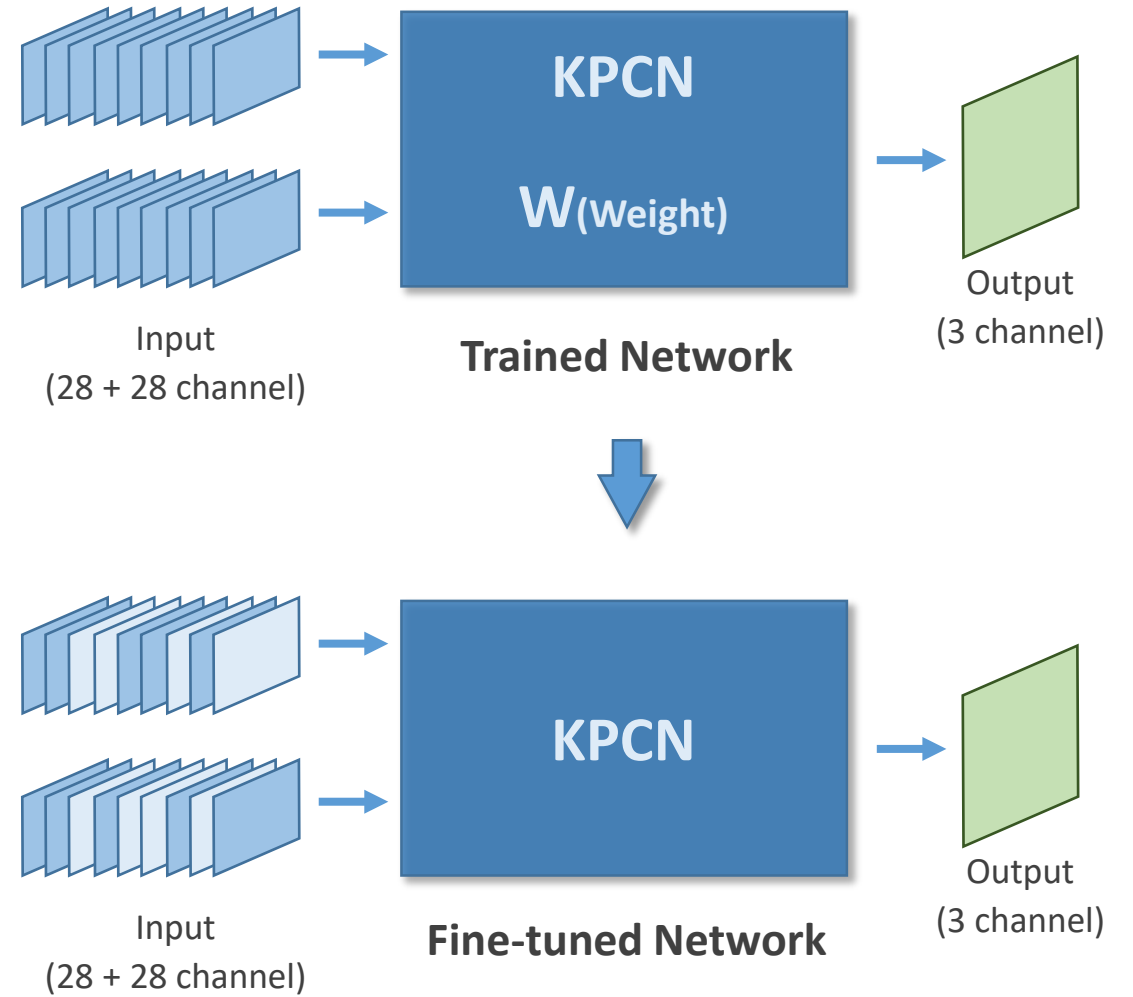 KPCN
W(Weight)
Input
(28 + 28 channel)
Trained Network
Output
(3 channel)
KPCN
Input
(28 + 28 channel)
Fine-tuned Network
Output
(3 channel)